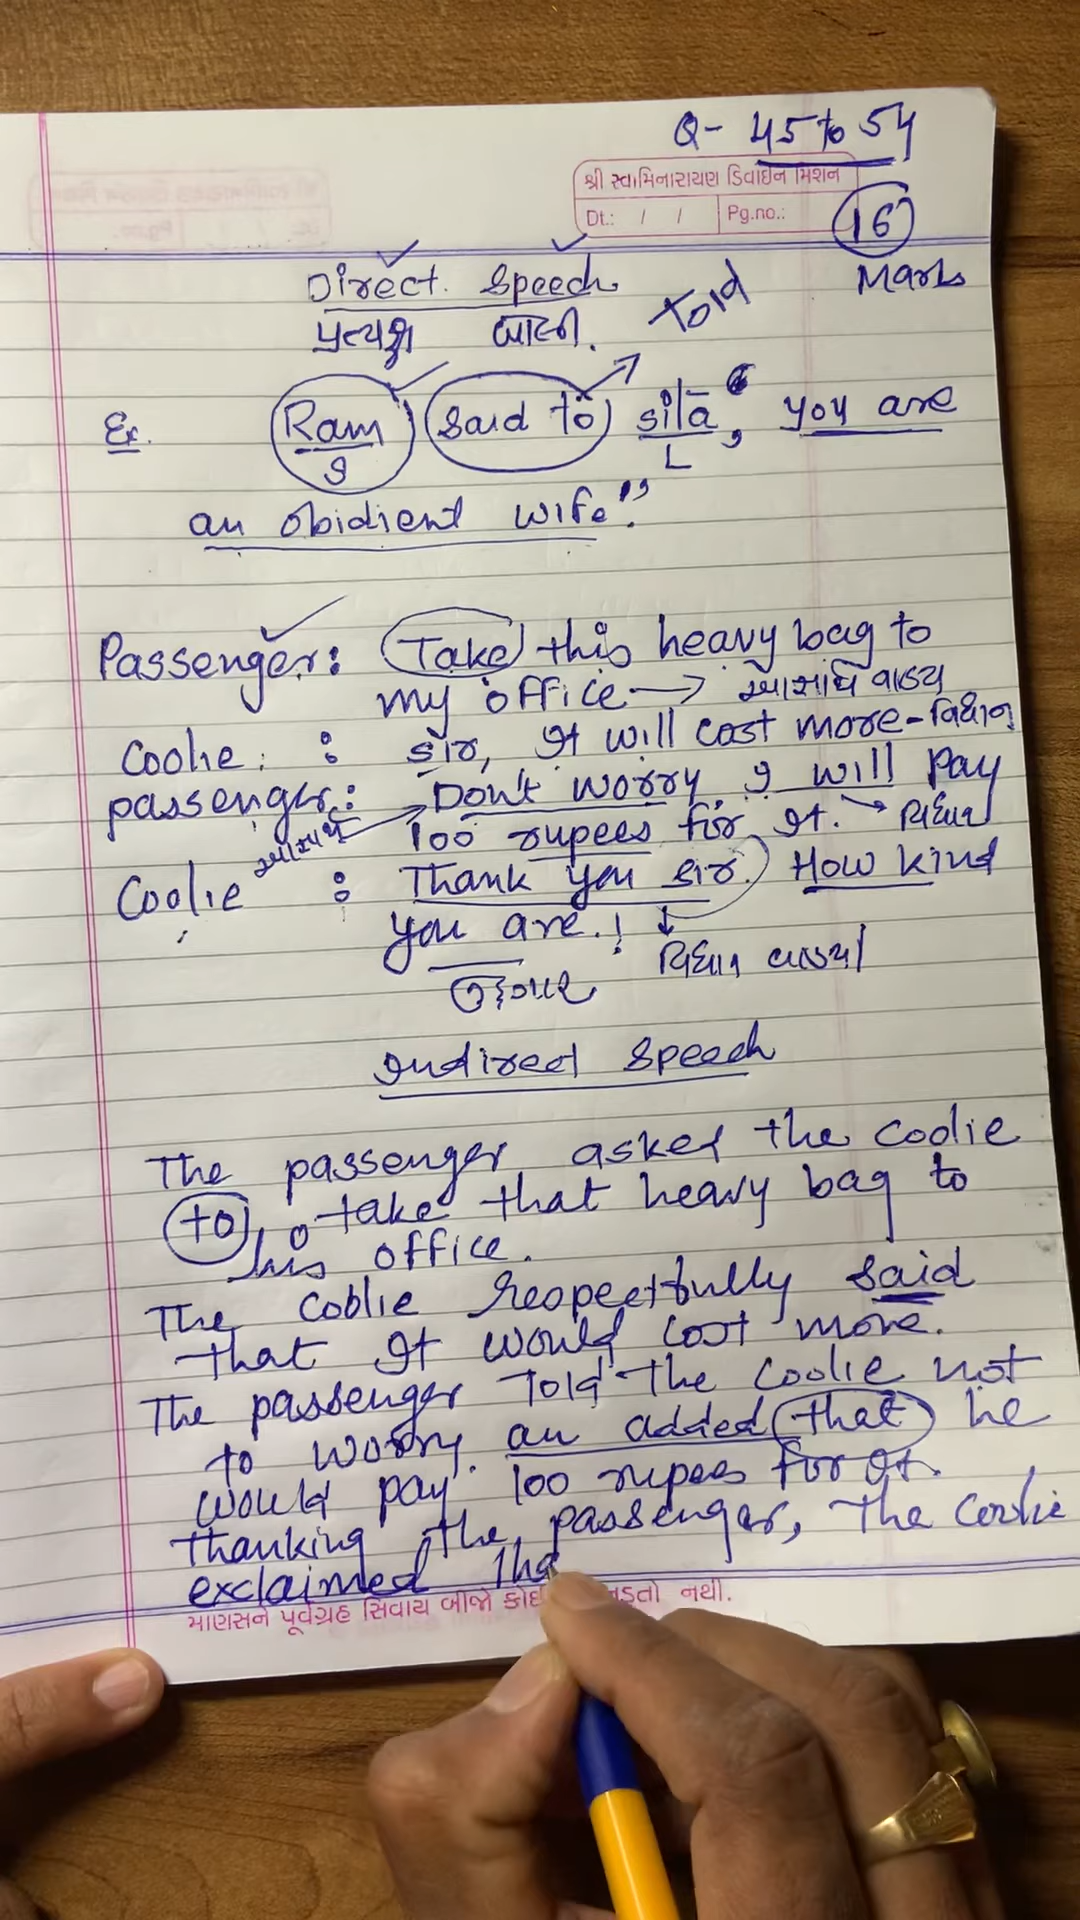 Q- 45 to 54
શ્રી સ્વામિનારાયણ ડિવાઈન મિશન
Dt.: / / Pg.no.:
16
Marks
Direct Speech
પ્રત્યક્ષ
Told
Ex. Ram said to sita, you are
S L
an obidient wife."
Passenger: Take this heavy bag to
my office → આજ્ઞાર્થ વાક્ય
Coolie : સોર, It will cost more - વિધાન
passenger: Don't worry I will pay
100 rupees for It. → વિધાન
આજ્ઞાર્થ
Coolie : Thank you sir. How kind
you are.!
વિધાન વાક્ય
ઉદ્દગાર
Indirect Speech
The passenger asked the coolie
to take that heavy bag to
his office.
The coolie respectfully said
that It would cost more.
The passenger Told the coolie not
to worry. an added that he
would pay 100 rupees for It.
Thanking the passenger, The coolie
exclaimed tha
માણસને પૂર્વગ્રહ સિવાય બીજો કોઈ નડતો નથી.